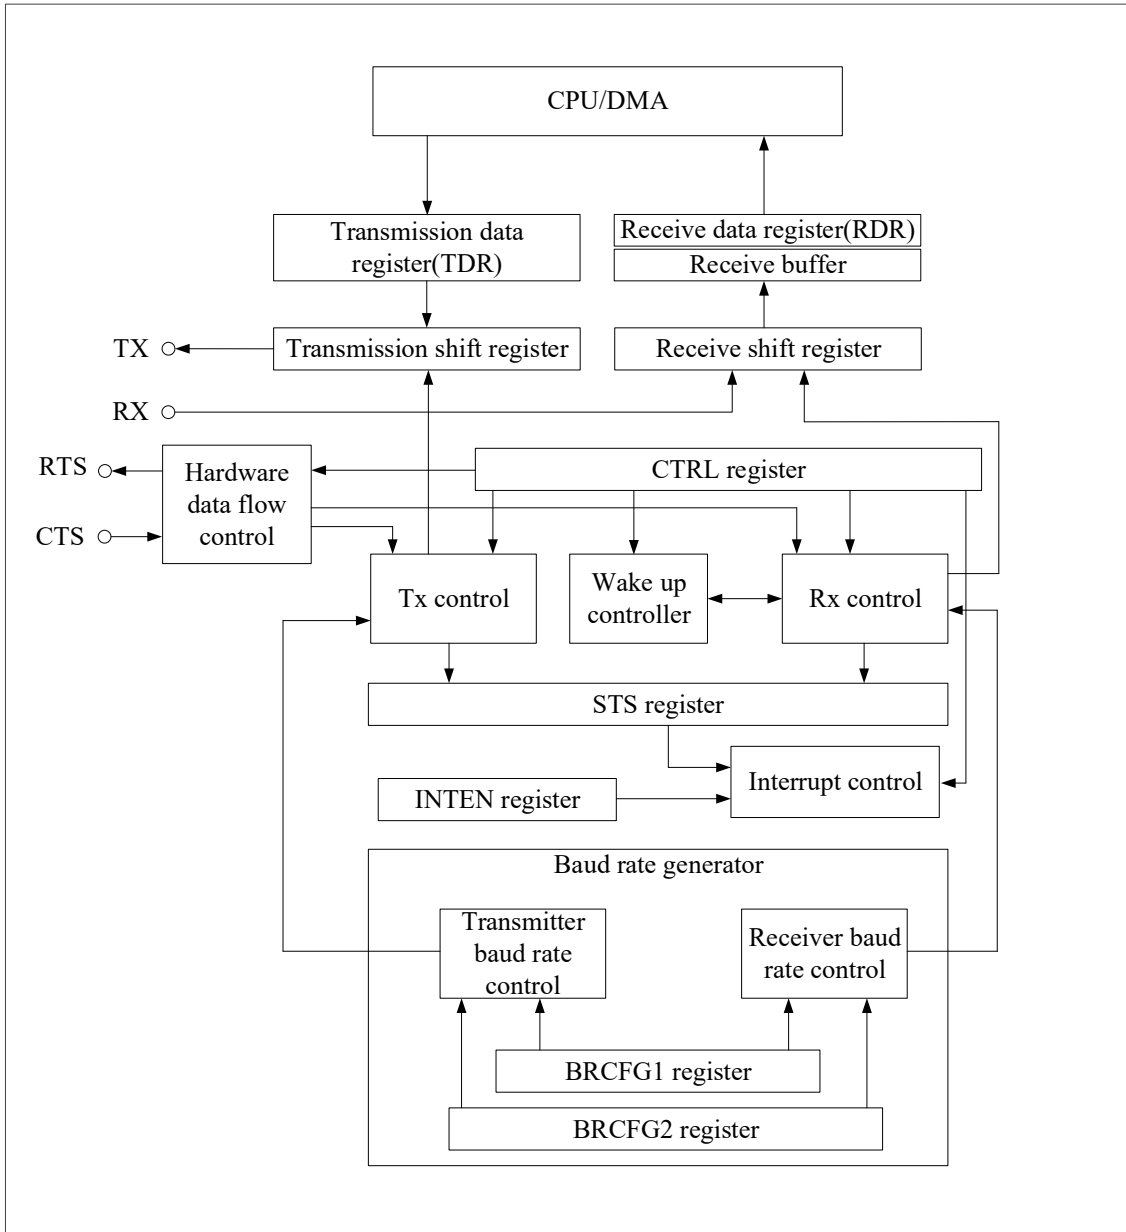 CPU/DMA
Transmission data
register(TDR)
Receive data register(RDR)
Receive buffer
TX
Transmission shift register
Receive shift register
RX
RTS
CTS
Hardware
data flow
control
CTRL register
Tx control
Wake up
controller
Rx control
STS register
Interrupt control
INTEN register
Baud rate generator
Transmitter
baud rate
control
Receiver baud
rate control
BRCFG1 register
BRCFG2 register